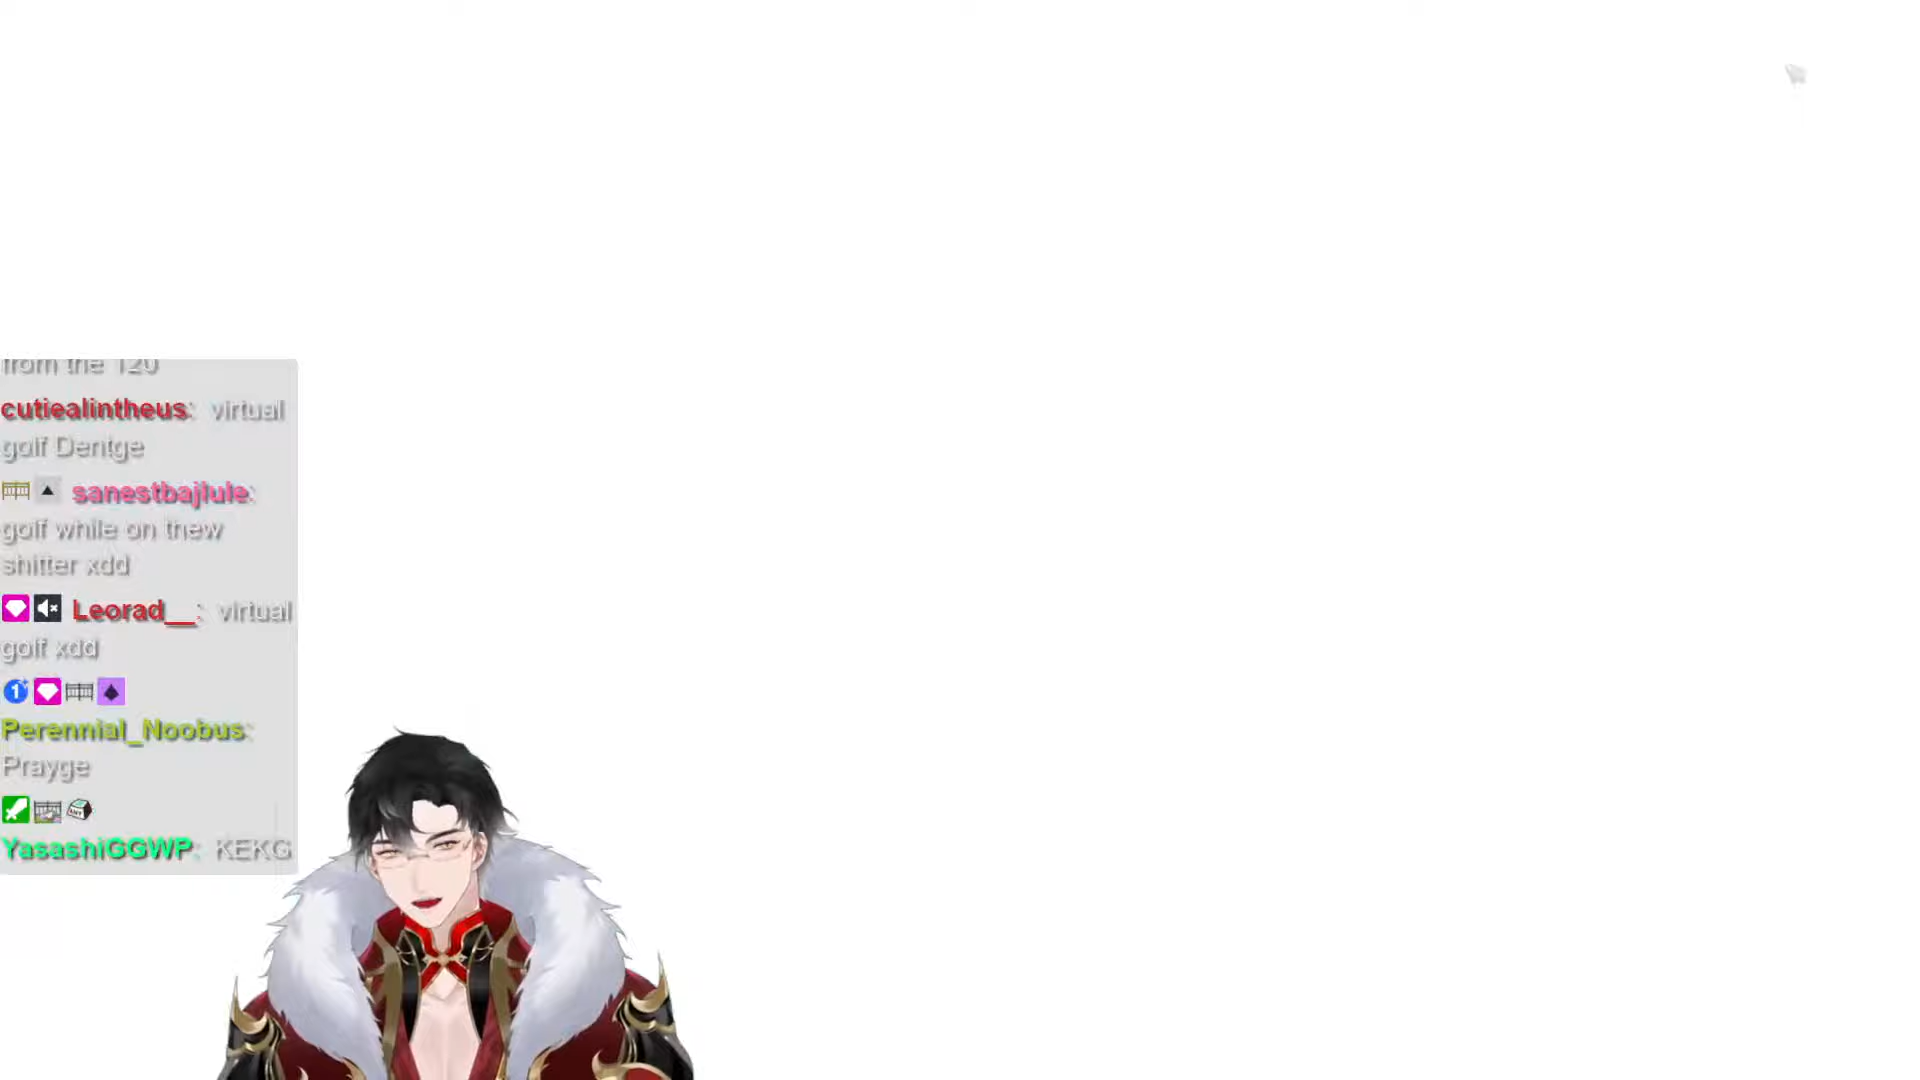 from the 120
cutiealintheus: virtual
golf Dentge
sanestbajlule:
golf while on thew
shitter xdd
Leorad__: virtual
golf xdd
Perennial_Noobus:
Prayge
YasashiGGWP: KEKG